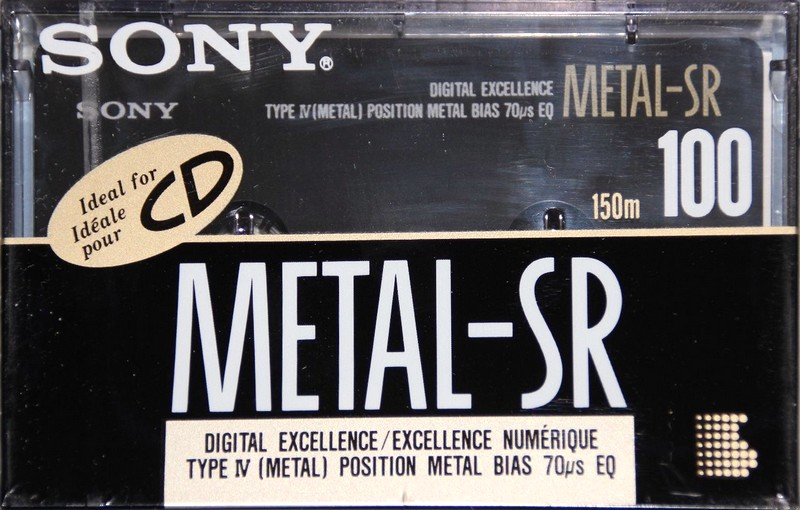 SONY®
SONY
DIGITAL EXCELLENCE
TYPE IV (METAL) POSITION METAL BIAS 70µs EQ
METAL-SR
100
150m
Ideal for
Idéale
pour
CD
METAL-SR
DIGITAL EXCELLENCE/EXCELLENCE NUMÉRIQUE
TYPE IV (METAL) POSITION METAL BIAS 70µs EQ